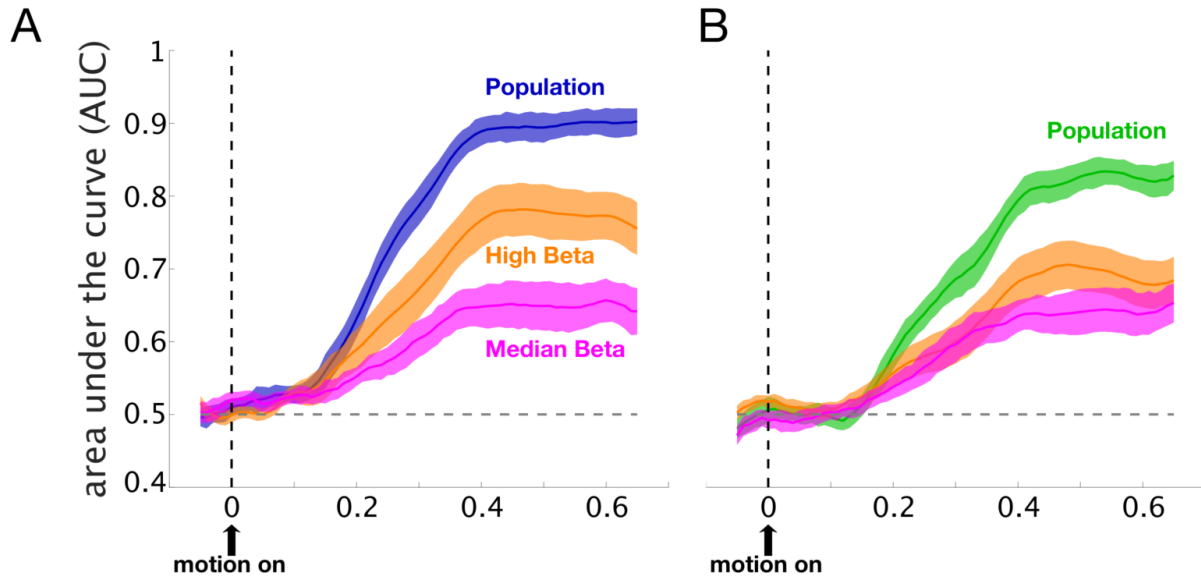 A
B
area under the curve (AUC)
1
0.9
0.8
0.7
0.6
0.5
0.4
Population
High Beta
Median Beta
0 0.2 0.4 0.6
motion on
Population
0 0.2 0.4 0.6
motion on